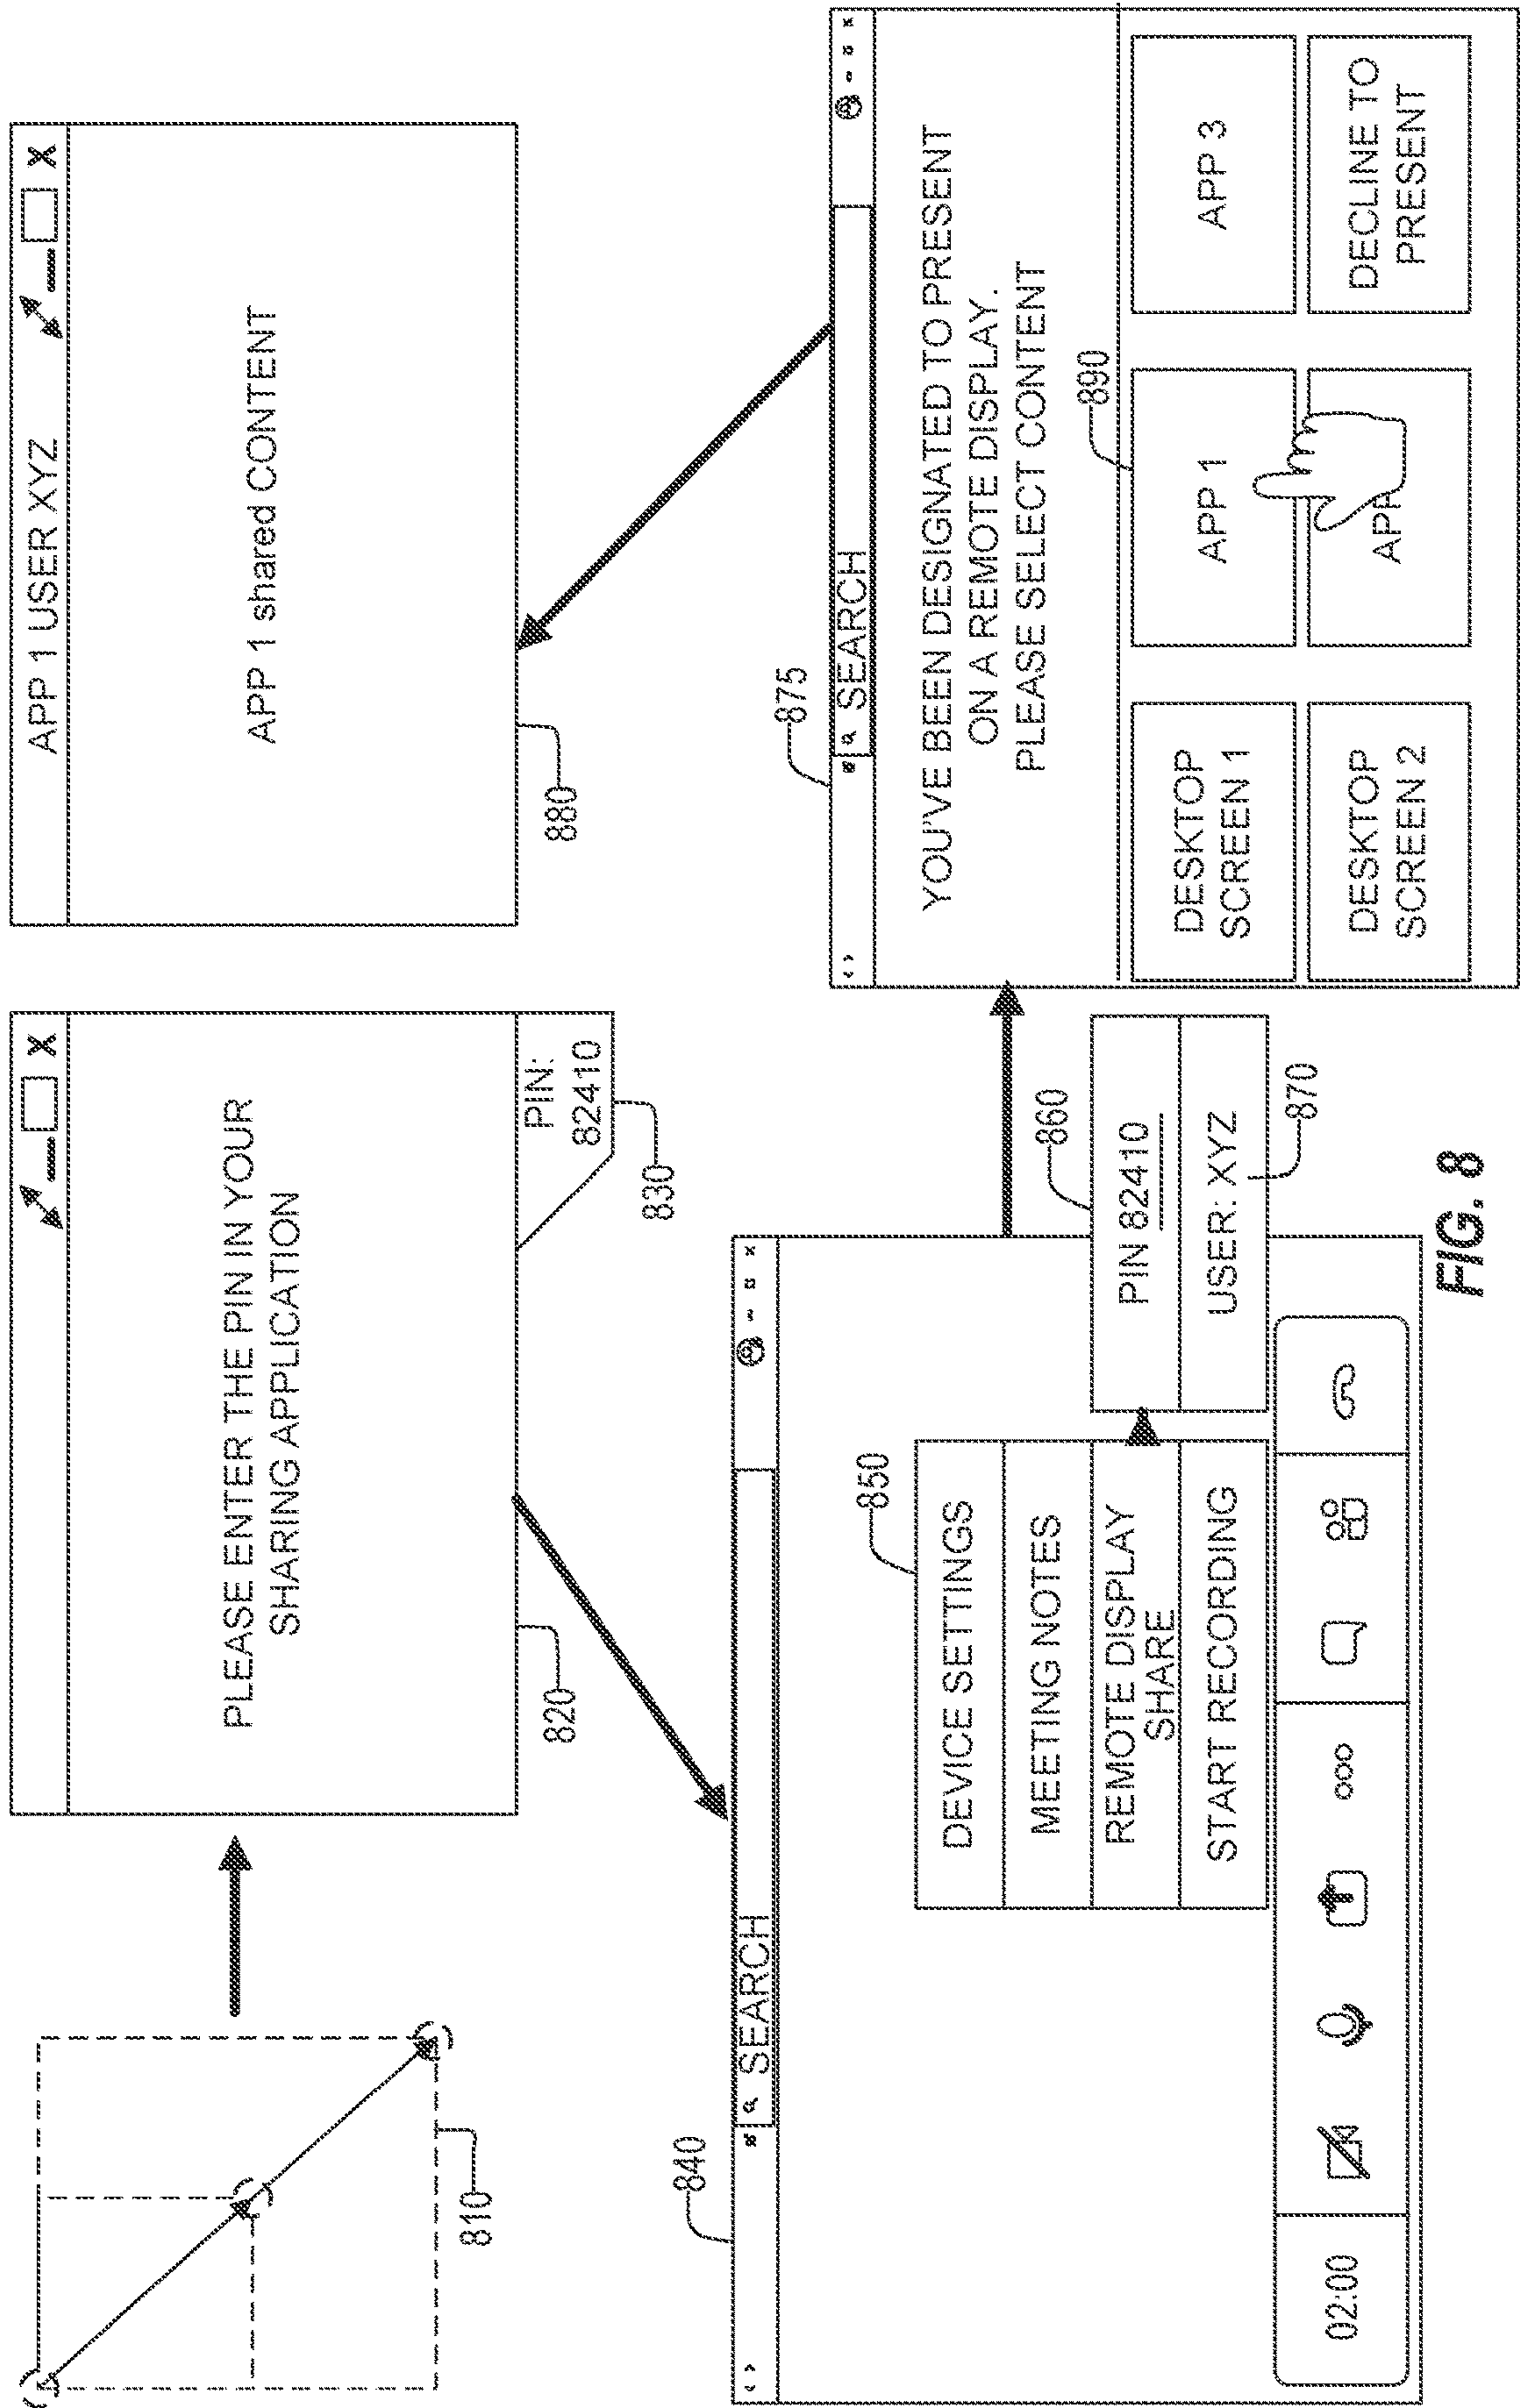 810
X
PLEASE ENTER THE PIN IN YOUR
SHARING APPLICATION
PIN:
82410
820
830
APP 1 USER XYZ
X
APP 1 shared CONTENT
880
840
SEARCH
850
DEVICE SETTINGS
MEETING NOTES
REMOTE DISPLAY
SHARE
START RECORDING
860
PIN 82410
USER: XYZ
870
02:00
875
SEARCH
YOU'VE BEEN DESIGNATED TO PRESENT
ON A REMOTE DISPLAY.
PLEASE SELECT CONTENT
890
DESKTOP
SCREEN 1
APP 1
APP 3
DESKTOP
SCREEN 2
APP
DECLINE TO
PRESENT
FIG. 8